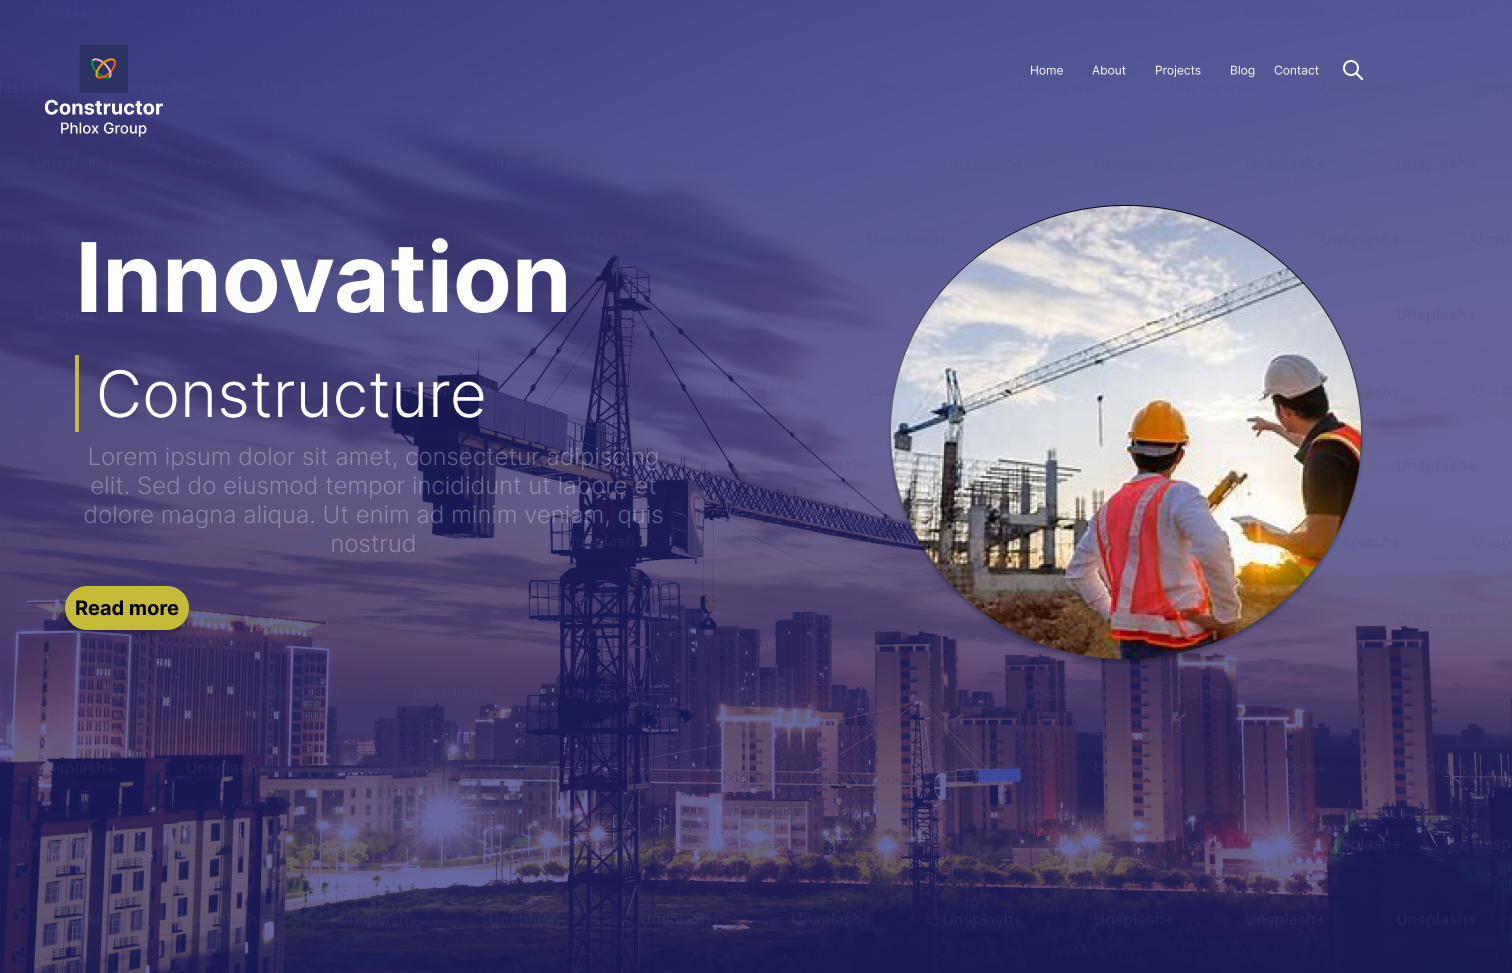 Constructor
Phlox Group
Home About Projects Blog Contact
Innovation
Constructure
Lorem ipsum dolor sit amet, consectetur adipiscing
elit. Sed do eiusmod tempor incididunt ut labore et
dolore magna aliqua. Ut enim ad minim veniam, quis
nostrud
Read more
Unsplash+